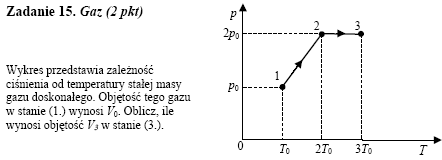 Zadanie 15. Gaz (2 pkt)
Wykres przedstawia zależność
ciśnienia od temperatury stałej masy
gazu doskonałego. Objętość tego gazu
w stanie (1.) wynosi V₀. Oblicz, ile
wynosi objętość V₃ w stanie (3.).
p
2p₀
2
3
1
p₀
0
T₀
2T₀
3T₀
T